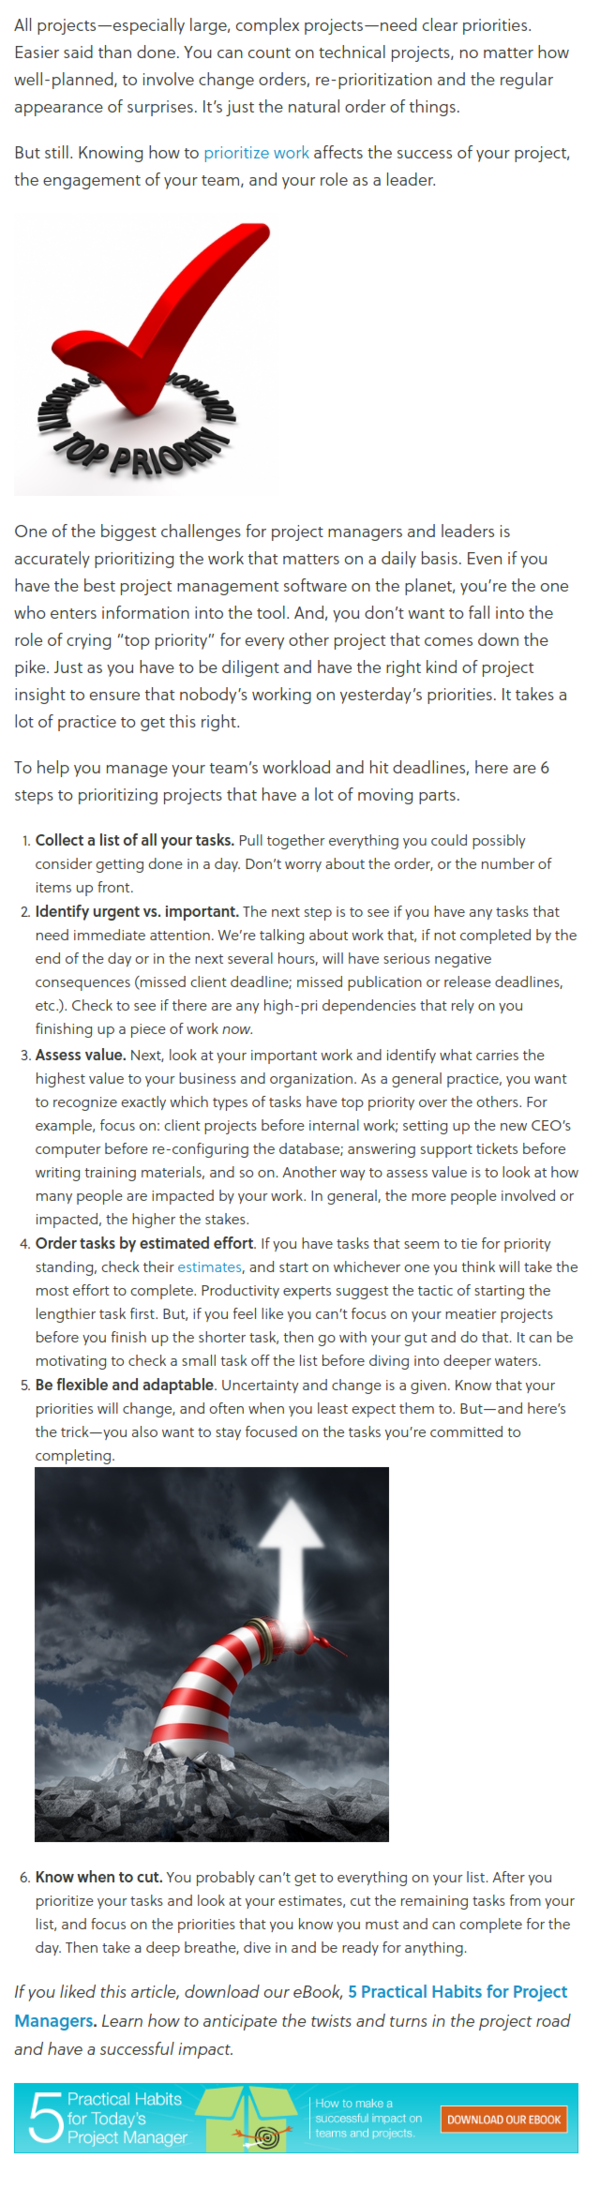 All projects—especially large, complex projects—need clear priorities.
Easier said than done. You can count on technical projects, no matter how
well-planned, to involve change orders, re-prioritization and the regular
appearance of surprises. It’s just the natural order of things.
But still. Knowing how to prioritize work affects the success of your project,
the engagement of your team, and your role as a leader.
TOP PRIORITY
One of the biggest challenges for project managers and leaders is
accurately prioritizing the work that matters on a daily basis. Even if you
have the best project management software on the planet, you’re the one
who enters information into the tool. And, you don’t want to fall into the
role of crying “top priority” for every other project that comes down the
pike. Just as you have to be diligent and have the right kind of project
insight to ensure that nobody’s working on yesterday’s priorities. It takes a
lot of practice to get this right.
To help you manage your team’s workload and hit deadlines, here are 6
steps to prioritizing projects that have a lot of moving parts.
1. Collect a list of all your tasks. Pull together everything you could possibly
consider getting done in a day. Don’t worry about the order, or the number of
items up front.
2. Identify urgent vs. important. The next step is to see if you have any tasks that
need immediate attention. We’re talking about work that, if not completed by the
end of the day or in the next several hours, will have serious negative
consequences (missed client deadline; missed publication or release deadlines,
etc.). Check to see if there are any high-pri dependencies that rely on you
finishing up a piece of work now.
3. Assess value. Next, look at your important work and identify what carries the
highest value to your business and organization. As a general practice, you want
to recognize exactly which types of tasks have top priority over the others. For
example, focus on: client projects before internal work; setting up the new CEO’s
computer before re-configuring the database; answering support tickets before
writing training materials, and so on. Another way to assess value is to look at how
many people are impacted by your work. In general, the more people involved or
impacted, the higher the stakes.
4. Order tasks by estimated effort. If you have tasks that seem to tie for priority
standing, check their estimates, and start on whichever one you think will take the
most effort to complete. Productivity experts suggest the tactic of starting the
lengthier task first. But, if you feel like you can’t focus on your meatier projects
before you finish up the shorter task, then go with your gut and do that. It can be
motivating to check a small task off the list before diving into deeper waters.
5. Be flexible and adaptable. Uncertainty and change is a given. Know that your
priorities will change, and often when you least expect them to. But—and here’s
the trick—you also want to stay focused on the tasks you’re committed to
completing.
6. Know when to cut. You probably can’t get to everything on your list. After you
prioritize your tasks and look at your estimates, cut the remaining tasks from your
list, and focus on the priorities that you know you must and can complete for the
day. Then take a deep breathe, dive in and be ready for anything.
If you liked this article, download our eBook, 5 Practical Habits for Project
Managers. Learn how to anticipate the twists and turns in the project road
and have a successful impact.
5 Practical Habits
for Today's
Project Manager
How to make a
successful impact on
teams and projects.
DOWNLOAD OUR EBOOK